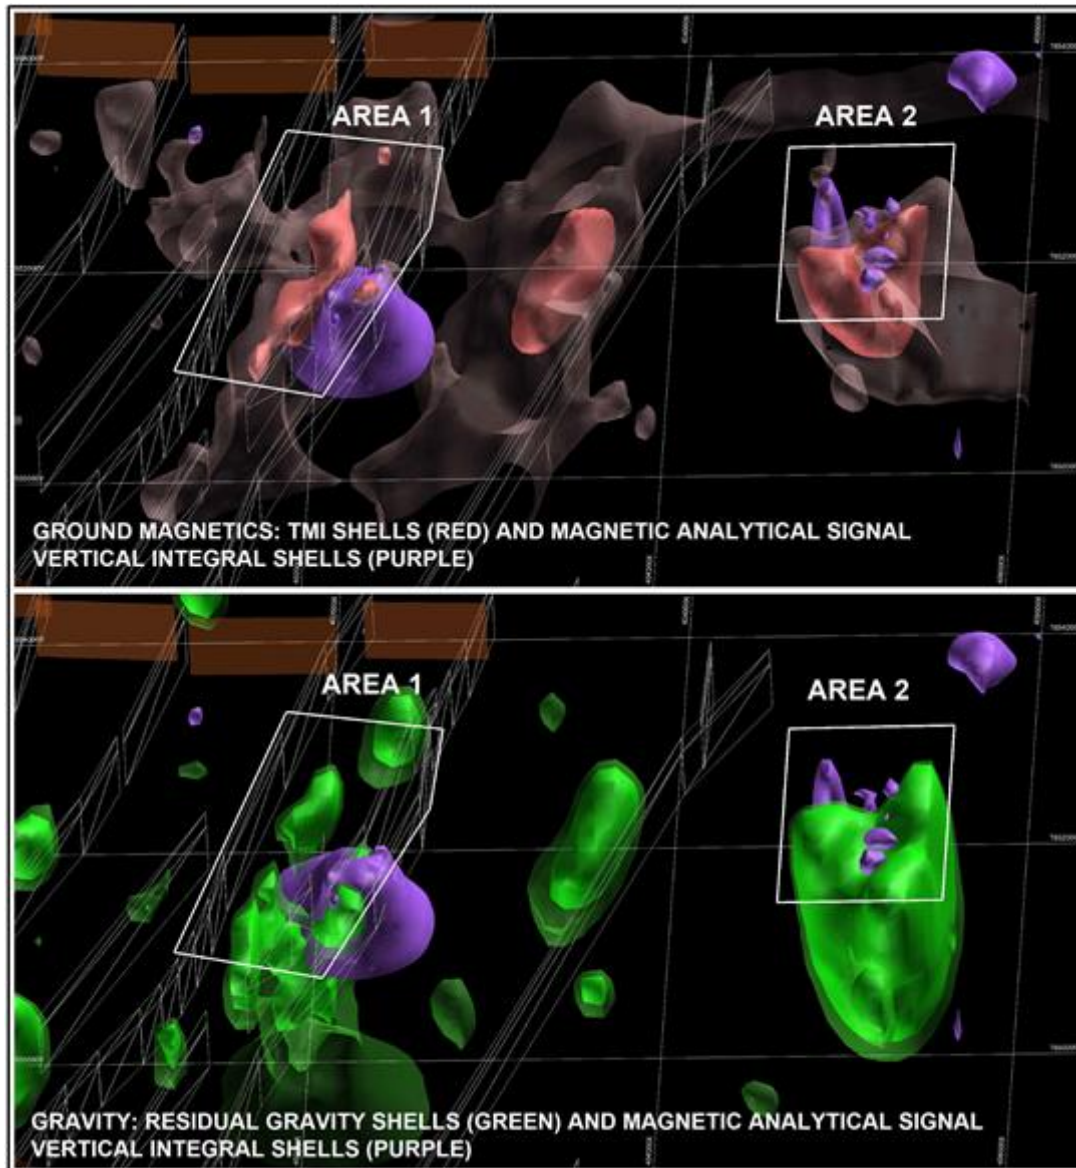 AREA 1
AREA 2
GROUND MAGNETICS: TMI SHELLS (RED) AND MAGNETIC ANALYTICAL SIGNAL
VERTICAL INTEGRAL SHELLS (PURPLE)
AREA 1
AREA 2
GRAVITY: RESIDUAL GRAVITY SHELLS (GREEN) AND MAGNETIC ANALYTICAL SIGNAL
VERTICAL INTEGRAL SHELLS (PURPLE)